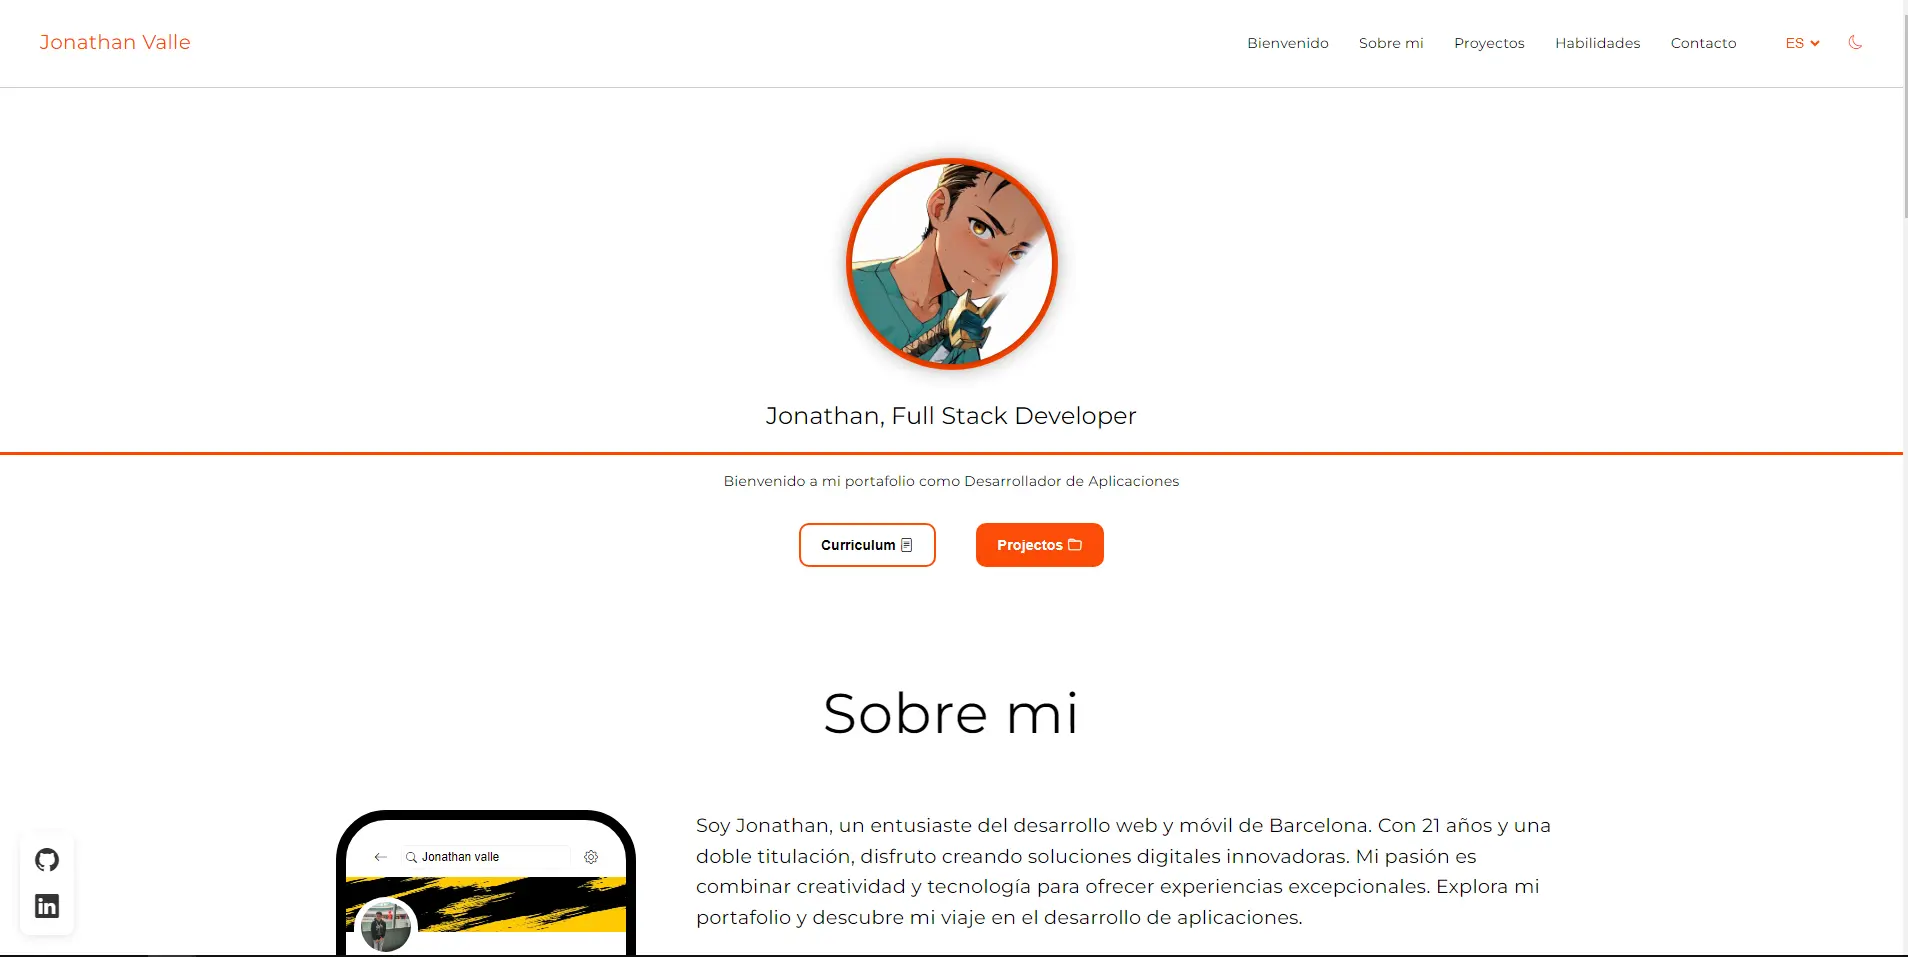 Jonathan Valle
Bienvenido
Sobre mi
Proyectos
Habilidades
Contacto
ES
Jonathan, Full Stack Developer
Bienvenido a mi portafolio como Desarrollador de Aplicaciones
Curriculum
Projectos
Sobre mi
Jonathan valle
Soy Jonathan, un entusiaste del desarrollo web y móvil de Barcelona. Con 21 años y una
doble titulación, disfruto creando soluciones digitales innovadoras. Mi pasión es
combinar creatividad y tecnología para ofrecer experiencias excepcionales. Explora mi
portafolio y descubre mi viaje en el desarrollo de aplicaciones.
in